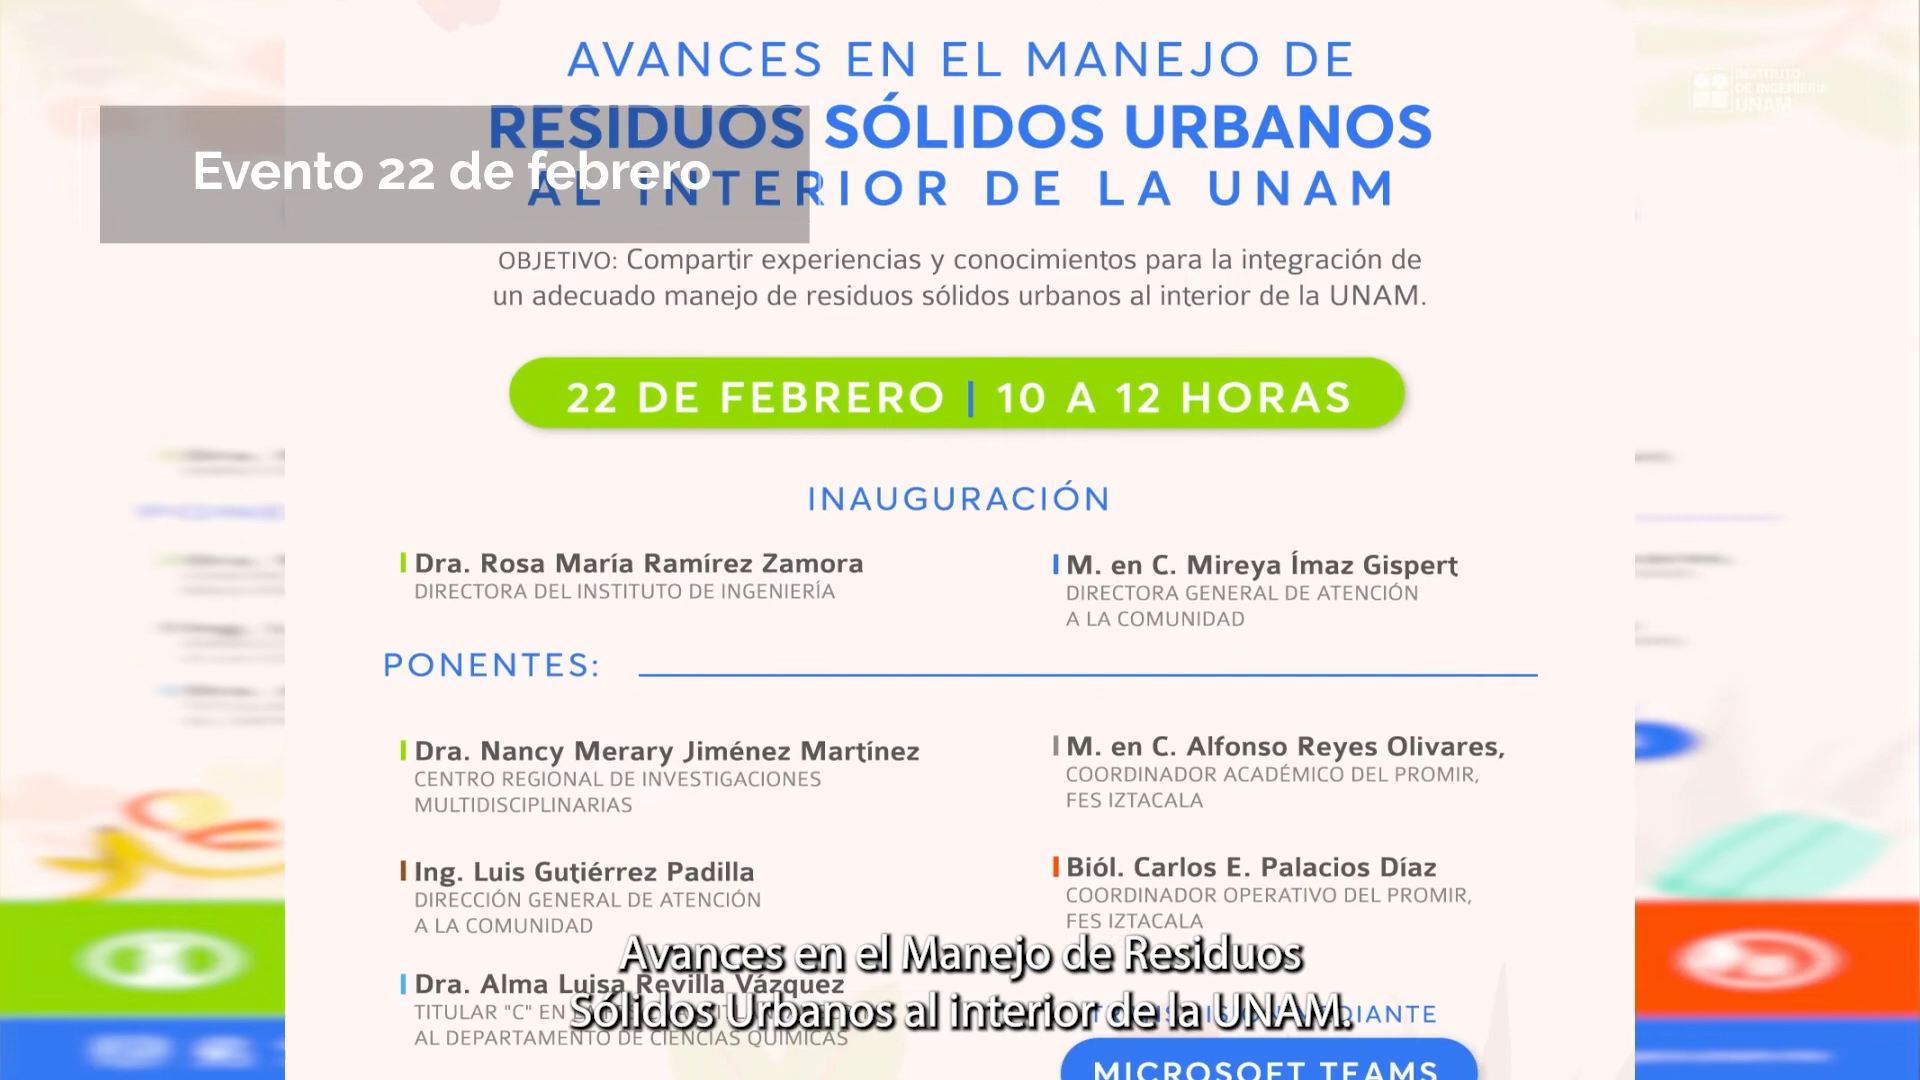 AVANCES EN EL MANEJO DE
RESIDUOS SÓLIDOS URBANOS
AL INTERIOR DE LA UNAM
Evento 22 de febrero
INSTITUTO
DE INGENIERÍA
UNAM
OBJETIVO: Compartir experiencias y conocimientos para la integración de
un adecuado manejo de residuos sólidos urbanos al interior de la UNAM.
22 DE FEBRERO | 10 A 12 HORAS
INAUGURACIÓN
Dra. Rosa María Ramírez Zamora
DIRECTORA DEL INSTITUTO DE INGENIERÍA
M. en C. Mireya Ímaz Gispert
DIRECTORA GENERAL DE ATENCIÓN
A LA COMUNIDAD
PONENTES:
Dra. Nancy Merary Jiménez Martínez
CENTRO REGIONAL DE INVESTIGACIONES
MULTIDISCIPLINARIAS
M. en C. Alfonso Reyes Olivares,
COORDINADOR ACADÉMICO DEL PROMIR,
FES IZTACALA
Ing. Luis Gutiérrez Padilla
DIRECCIÓN GENERAL DE ATENCIÓN
A LA COMUNIDAD
Biól. Carlos E. Palacios Díaz
COORDINADOR OPERATIVO DEL PROMIR,
FES IZTACALA
Dra. Alma Luisa Revilla Vázquez
TITULAR "C" EN
AL DEPARTAMENTO DE CIENCIAS QUÍMICAS
MICROSOFT TEAMS
Avances en el Manejo de Residuos
Sólidos Urbanos al interior de la UNAM.